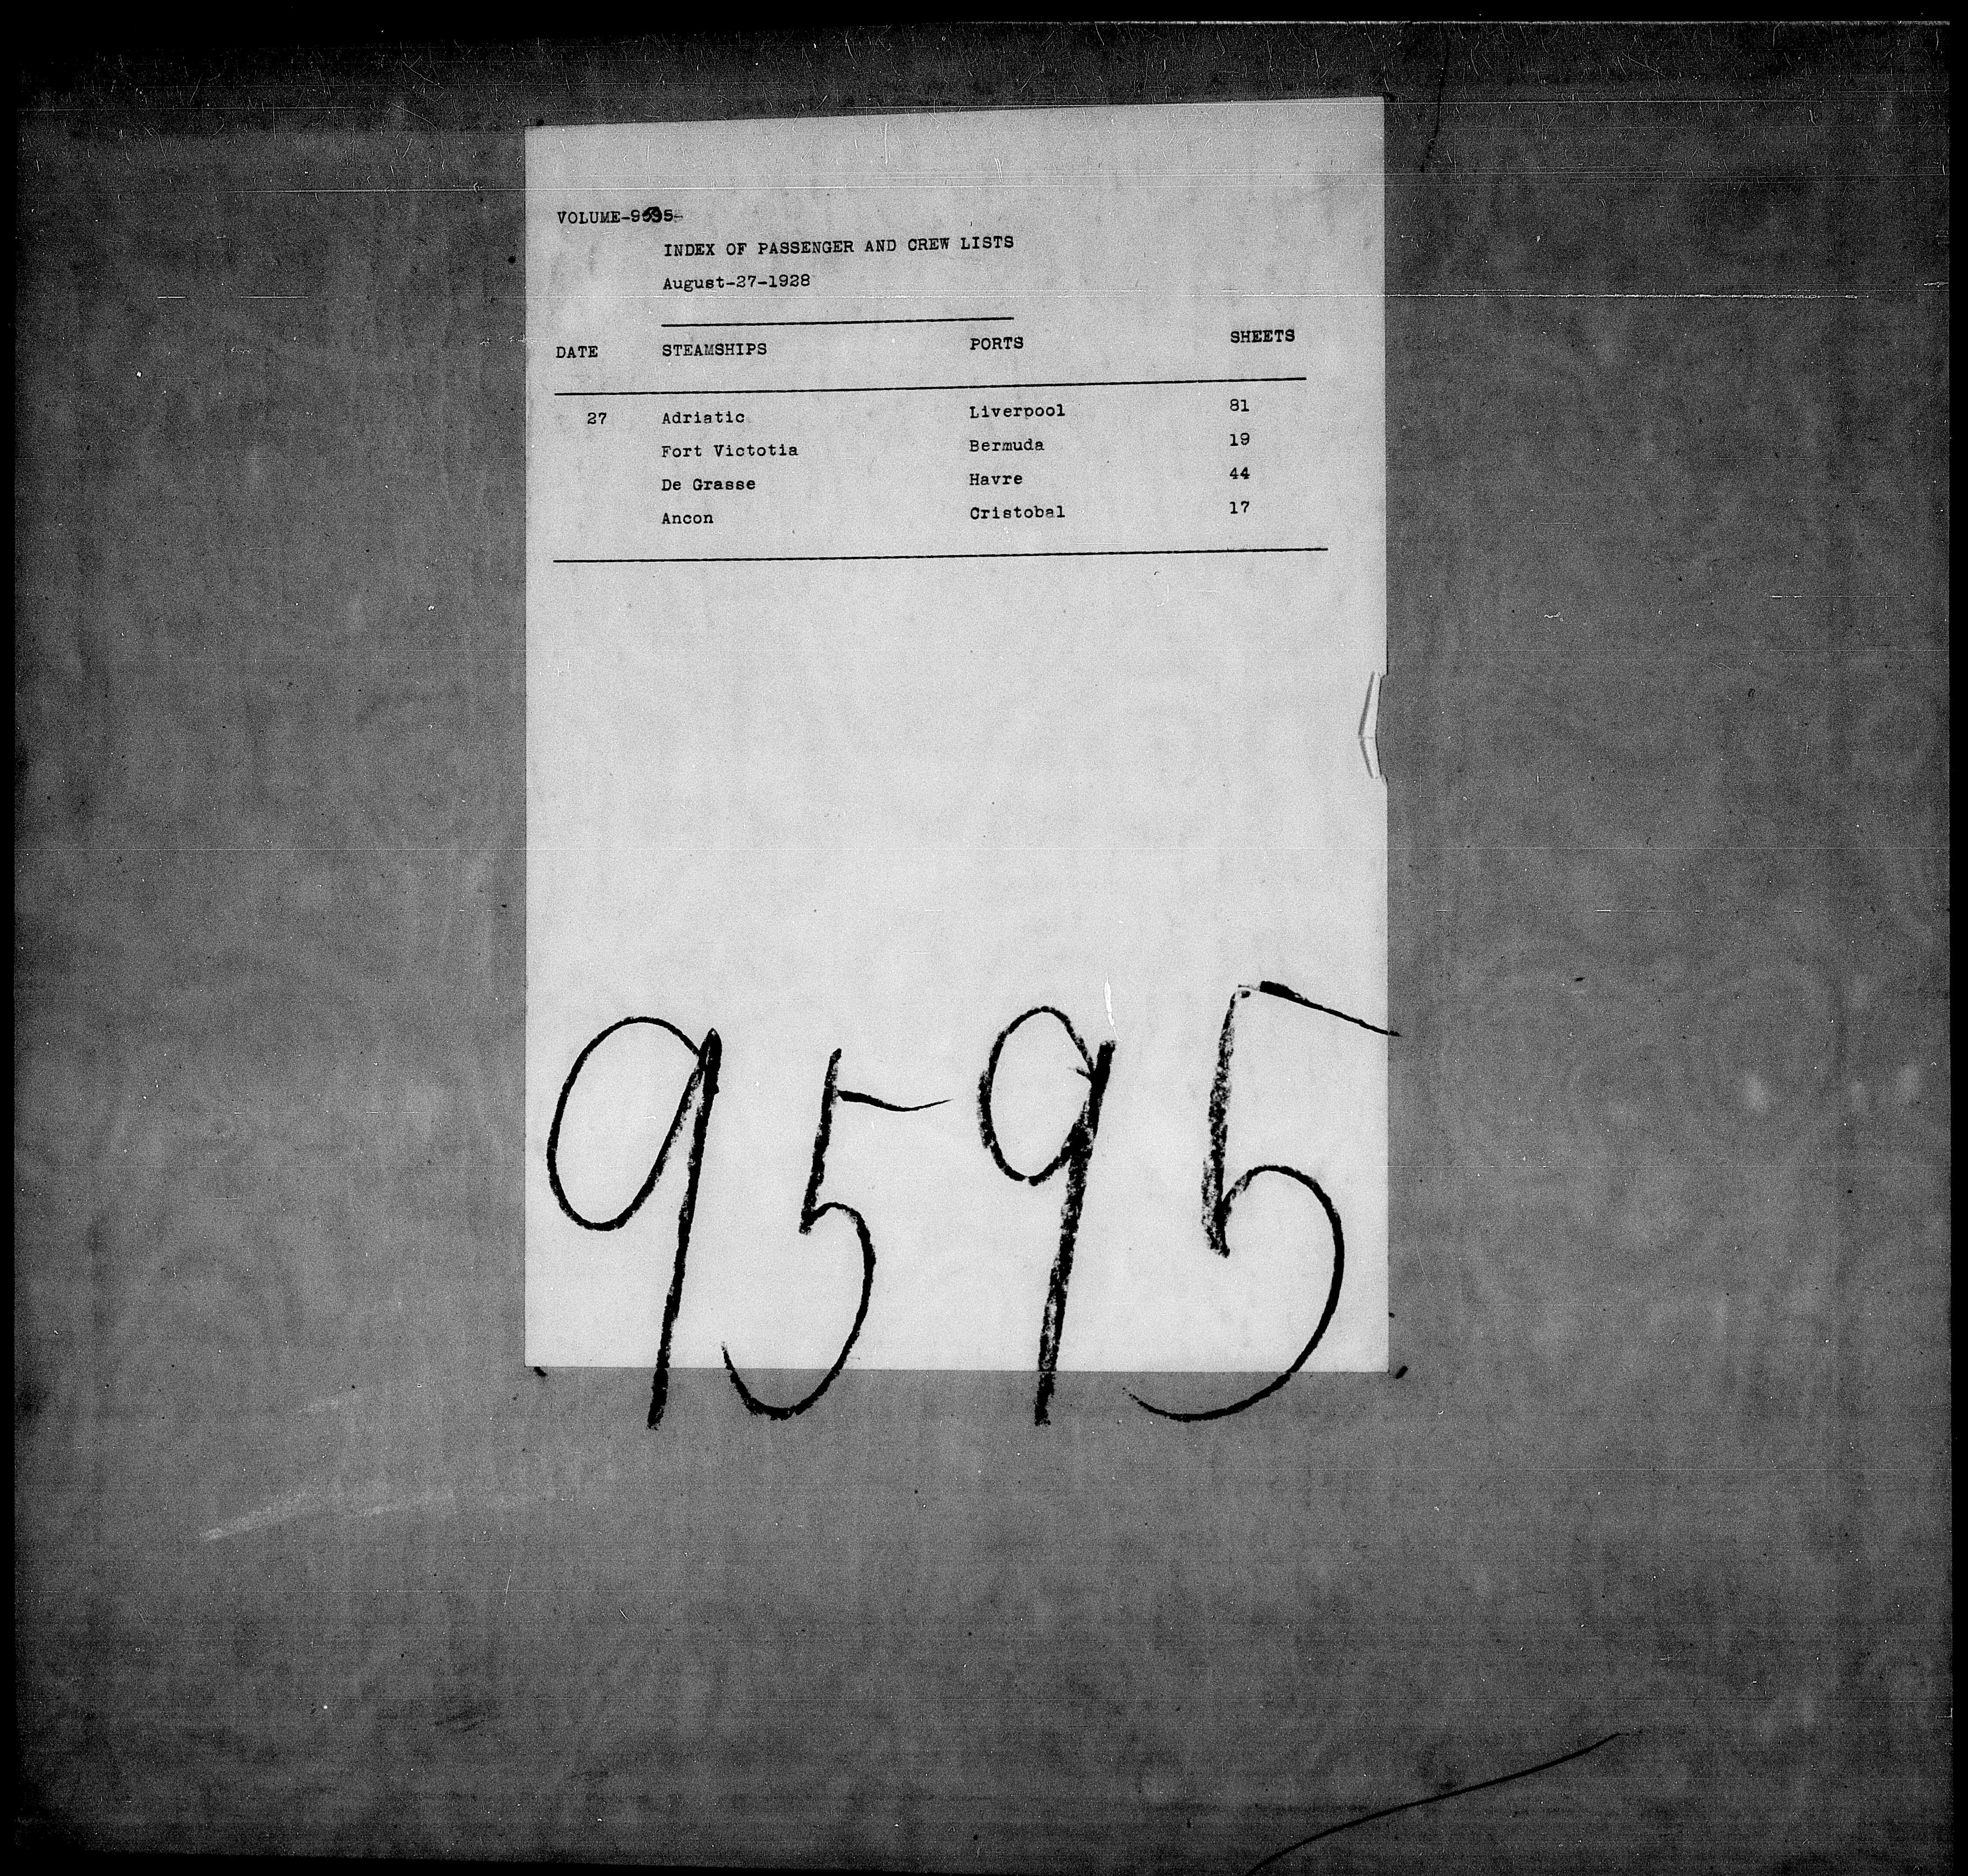 VOLUME-9595-
INDEX OF PASSENGER AND CREW LISTS
August-27-1928
DATE STEAMSHIPS PORTS SHEETS
27 Adriatic Liverpool 81
Fort Victotia Bermuda 19
De Grasse Havre 44
Ancon Cristobal 17
9595